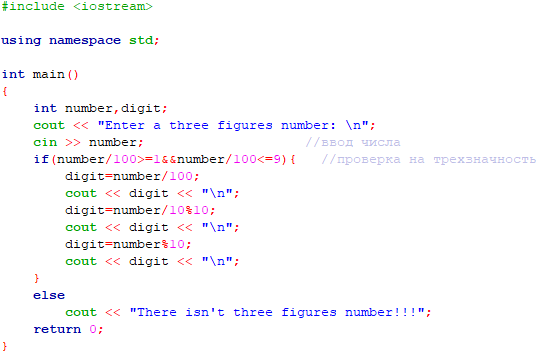 #include <iostream>
using namespace std;
int main()
{
int number,digit;
cout << "Enter a three figures number: \n";
cin >> number; //ввод числа
if(number/100>=1&&number/100<=9){ //проверка на трехзначность
digit=number/100;
cout << digit << "\n";
digit=number/10%10;
cout << digit << "\n";
digit=number%10;
cout << digit << "\n";
}
else
cout << "There isn't three figures number!!!";
return 0;
}